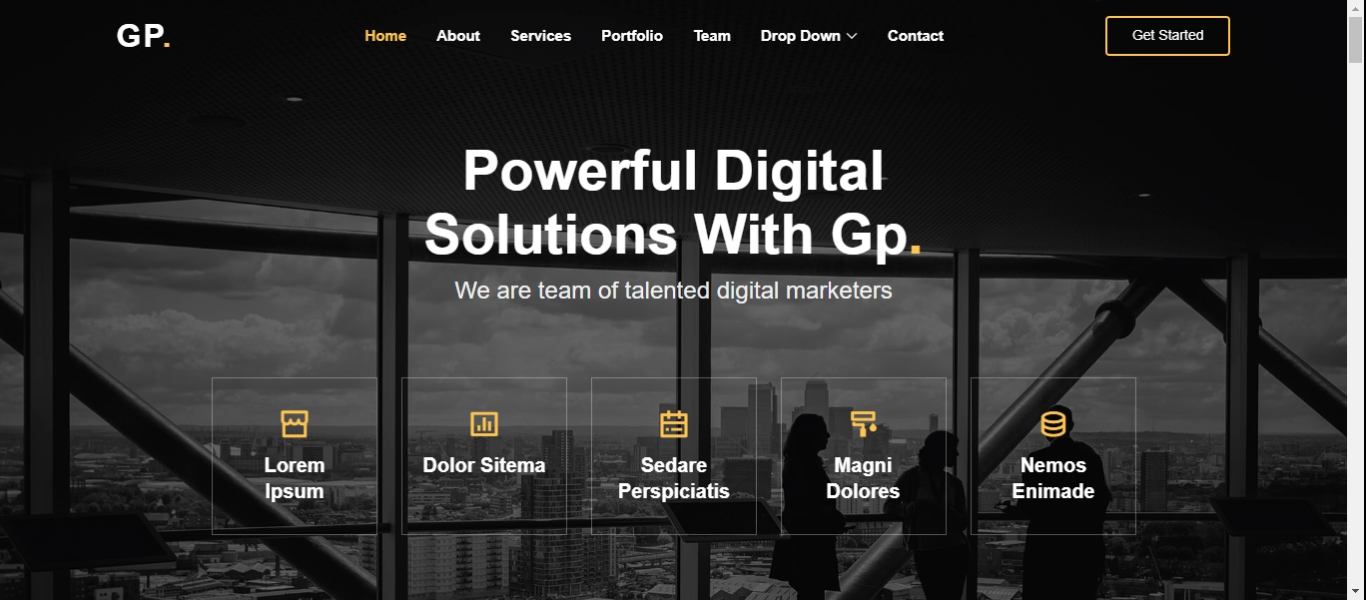 GP.
Home About Services Portfolio Team Drop Down Contact
Get Started
Powerful Digital
Solutions With Gp.
We are team of talented digital marketers
Lorem
Ipsum
Dolor Sitema
Sedare
Perspiciatis
Magni
Dolores
Nemos
Enimade